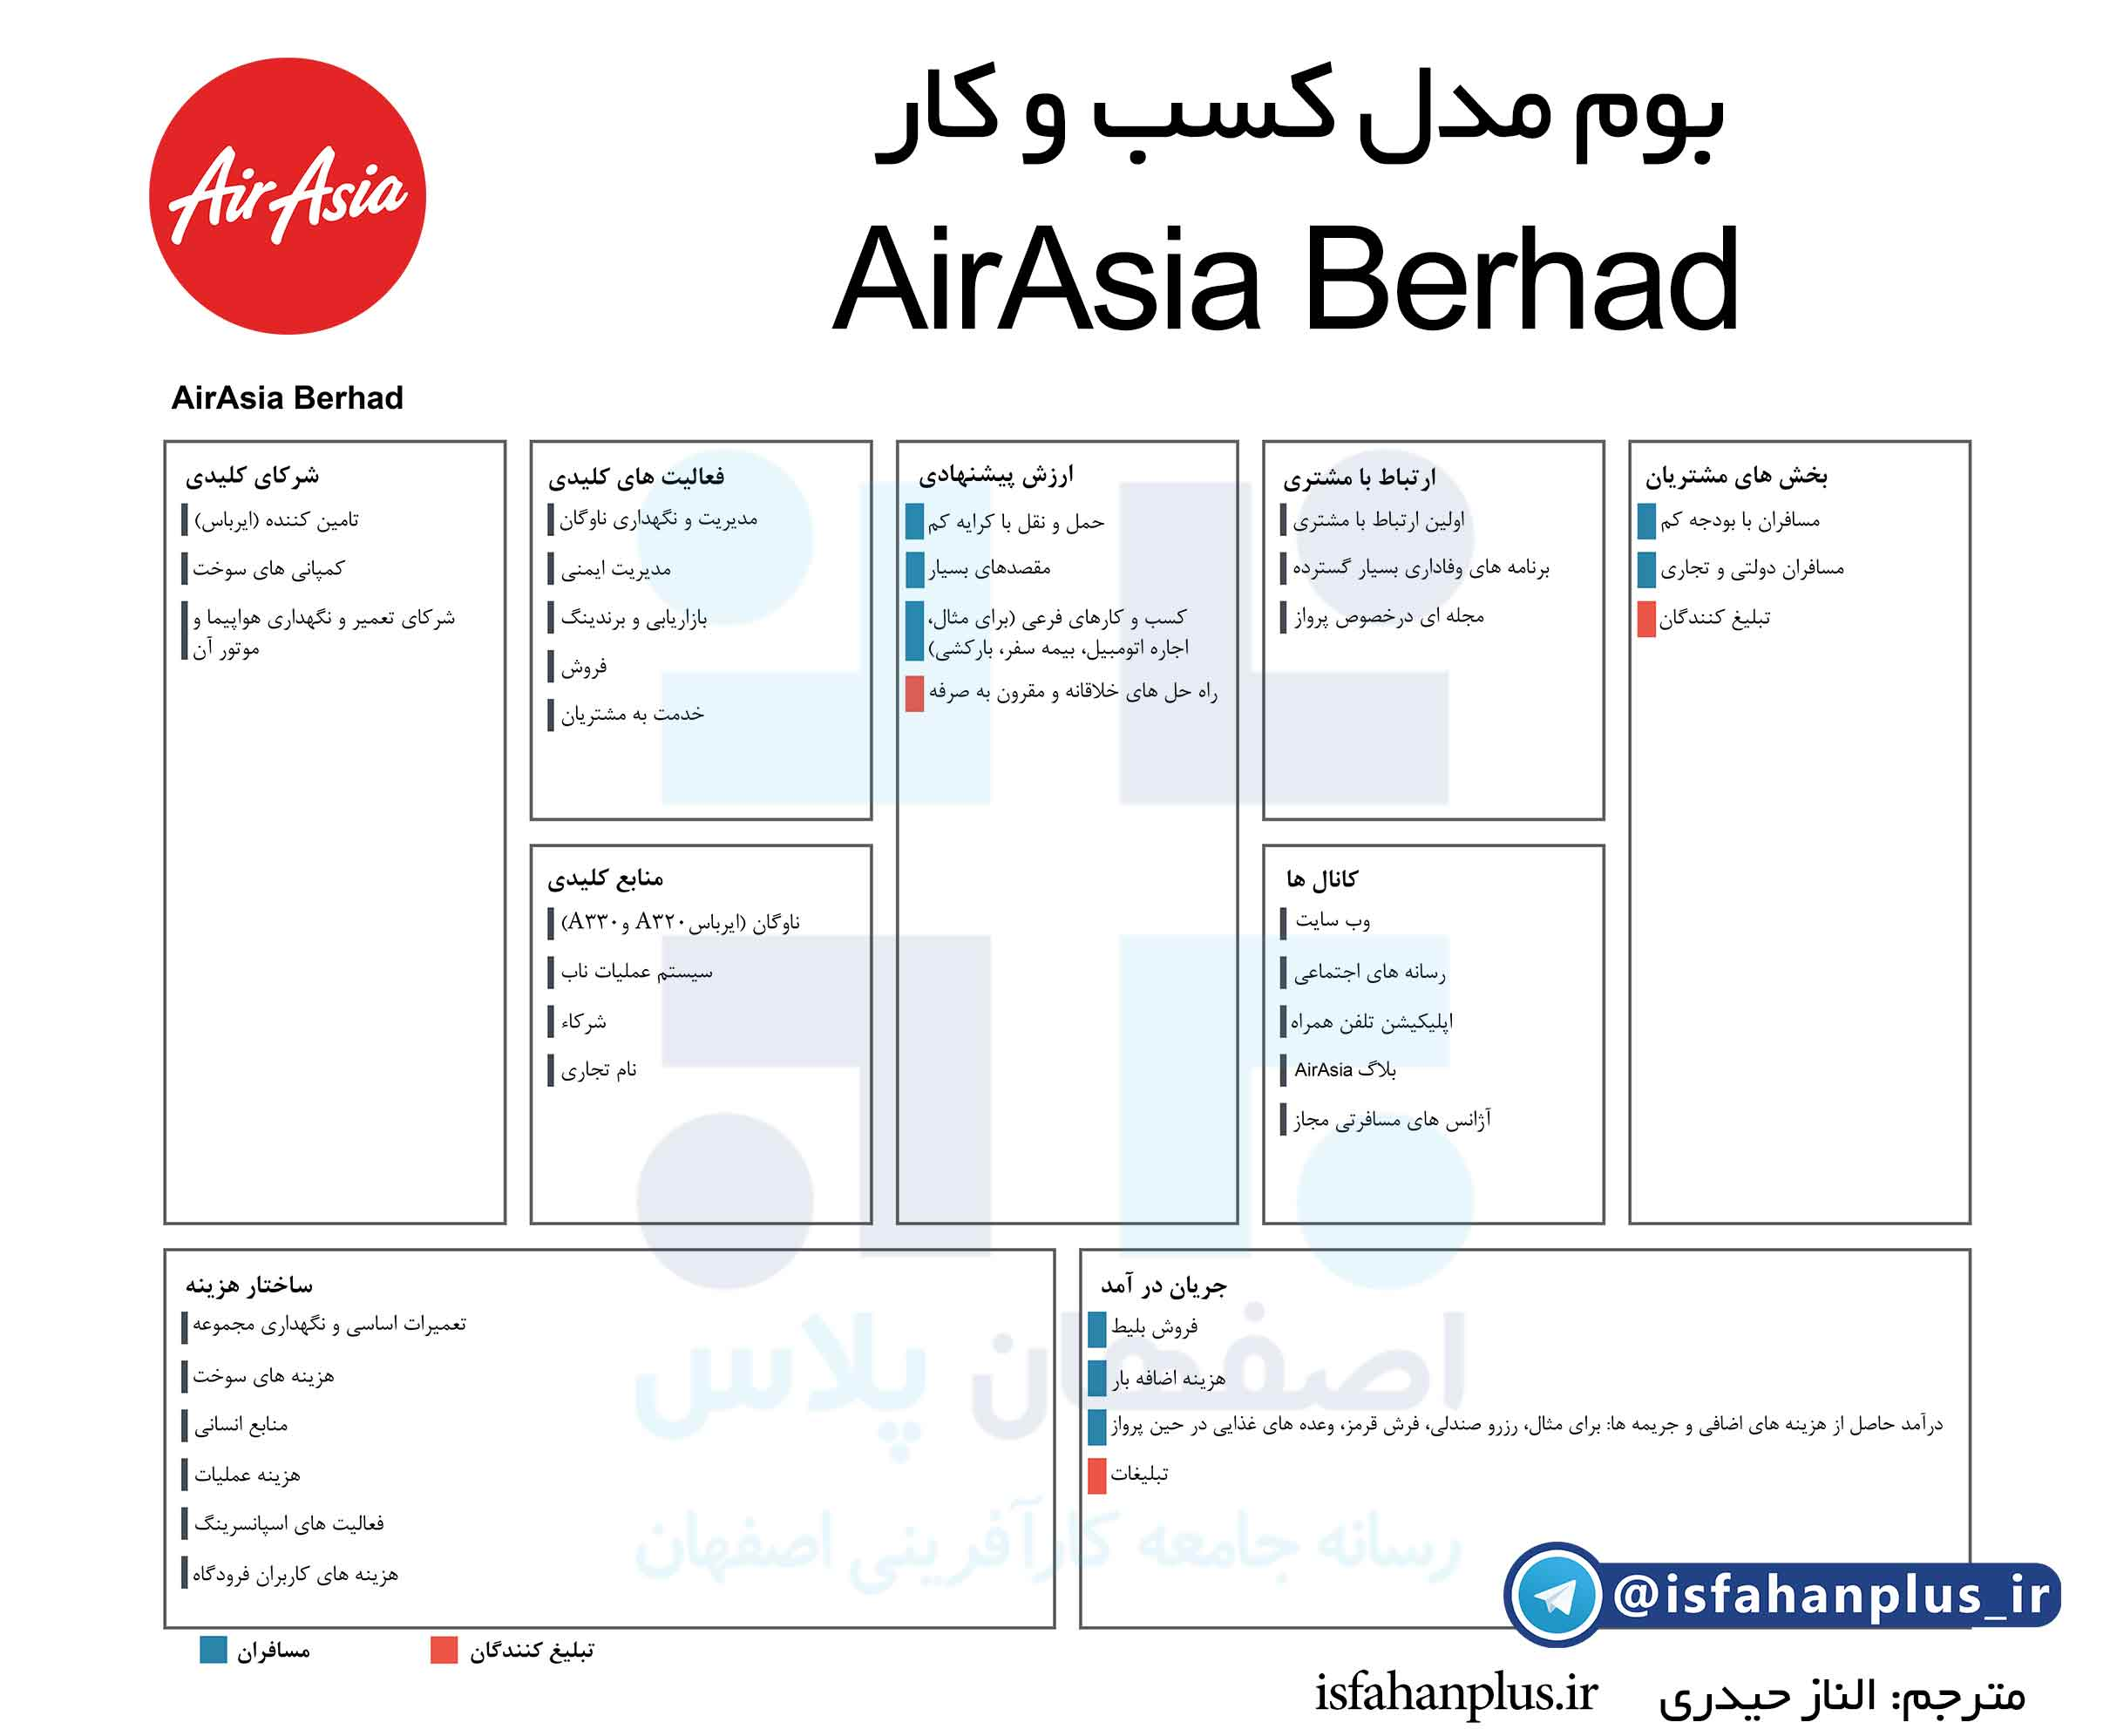 بوم مدل کسب و کار
AirAsia Berhad
AirAsia
AirAsia Berhad
شرکای کلیدی
تامین کننده (ایرباس)
کمپانی های سوخت
شرکای تعمیر و نگهداری هواپیما و
موتور آن
فعالیت های کلیدی
مدیریت و نگهداری ناوگان
مدیریت ایمنی
بازاریابی و برندینگ
فروش
خدمت به مشتریان
منابع کلیدی
ناوگان (ایرباس A۳۲۰ و A۳۳۰)
سیستم عملیات ناب
شرکاء
نام تجاری
ارزش پیشنهادی
حمل و نقل با کرایه کم
مقصدهای بسیار
کسب و کارهای فرعی (برای مثال،
اجاره اتومبیل، بیمه سفر، بارکشی)
راه حل های خلاقانه و مقرون به صرفه
ارتباط با مشتری
اولین ارتباط با مشتری
برنامه های وفاداری بسیار گسترده
مجله ای درخصوص پرواز
کانال ها
وب سایت
رسانه های اجتماعی
اپلیکیشن تلفن همراه
بلاگ AirAsia
آژانس های مسافرتی مجاز
بخش های مشتریان
مسافران با بودجه کم
مسافران دولتی و تجاری
تبلیغ کنندگان
ساختار هزینه
تعمیرات اساسی و نگهداری مجموعه
هزینه های سوخت
منابع انسانی
هزینه عملیات
فعالیت های اسپانسرینگ
هزینه های کاربران فرودگاه
جریان در آمد
فروش بلیط
هزینه اضافه بار
درآمد حاصل از هزینه های اضافی و جریمه ها: برای مثال، رزرو صندلی، فرش قرمز، وعده های غذایی در حین پرواز
تبلیغات
اصفهان پلاس
رسانه جامعه کارآفرینی اصفهان
@isfahanplus_ir
مسافران
تبلیغ کنندگان
مترجم: الناز حیدری
isfahanplus.ir